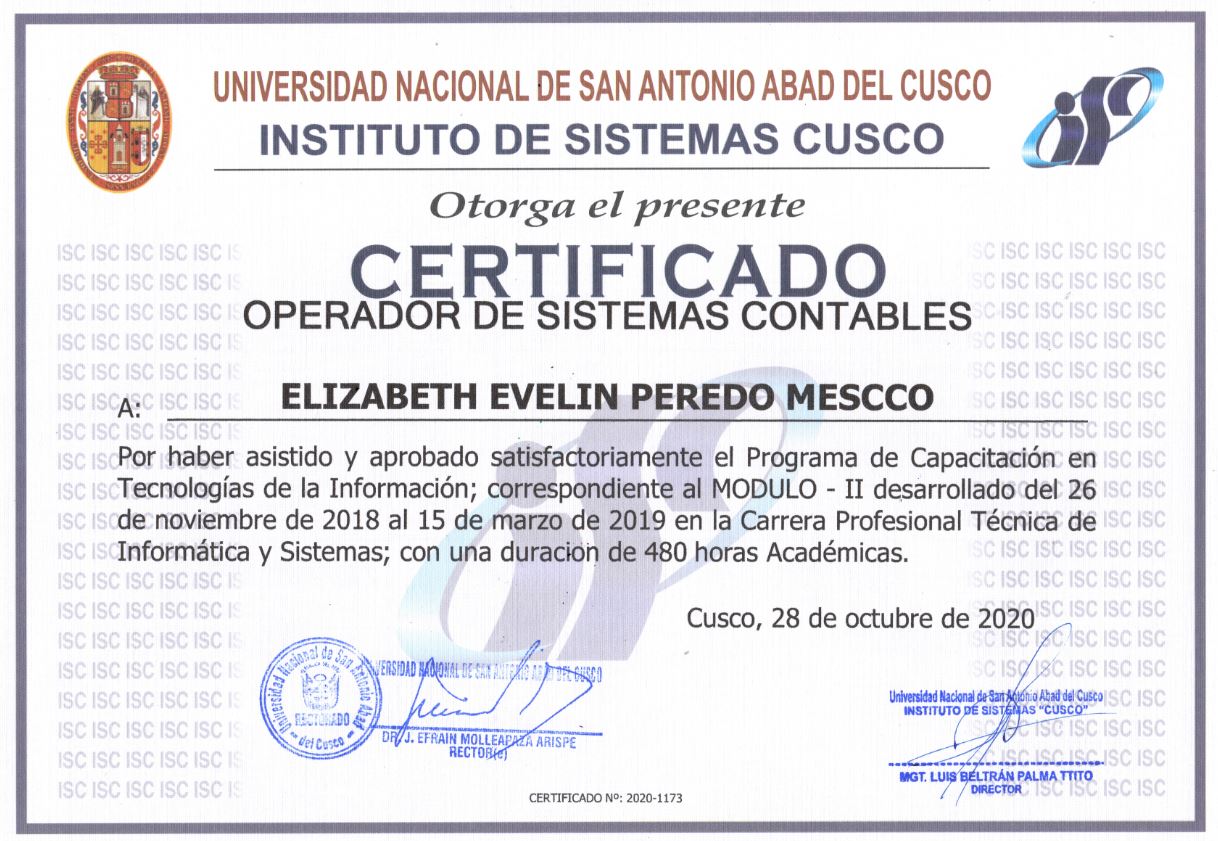 UNIVERSIDAD NACIONAL DE SAN ANTONIO ABAD DEL CUSCO
INSTITUTO DE SISTEMAS CUSCO
isc
Otorga el presente
CERTIFICADO
OPERADOR DE SISTEMAS CONTABLES
A: ELIZABETH EVELIN PEREDO MESCCO
Por haber asistido y aprobado satisfactoriamente el Programa de Capacitación en
Tecnologías de la Información; correspondiente al MODULO - II desarrollado del 26
de noviembre de 2018 al 15 de marzo de 2019 en la Carrera Profesional Técnica de
Informática y Sistemas; con una duración de 480 horas Académicas.
Cusco, 28 de octubre de 2020
Universidad Nacional de San Antonio Abad
RECTORADO
del Cusco
VERSIDAD NACIONAL DE SAN ANTONIO ABAD DEL CUSCO
DR. J. EFRAIN MOLLEAPAZA ARISPE
RECTOR(e)
Universidad Nacional de San Antonio Abad del Cusco
INSTITUTO DE SISTEMAS "CUSCO"
MGT. LUIS BELTRÁN PALMA TTITO
DIRECTOR
CERTIFICADO Nº: 2020-1173